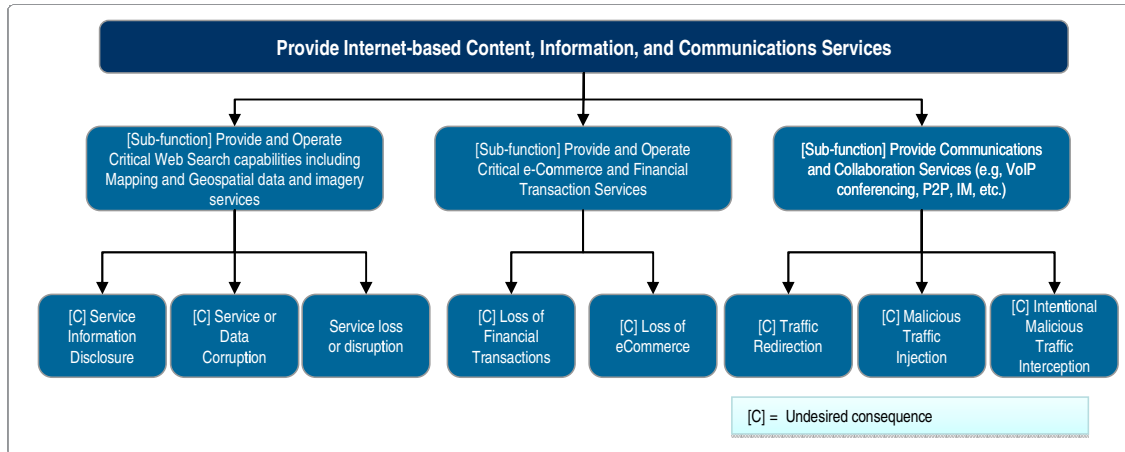 Provide Internet-based Content, Information, and Communications Services
[Sub-function] Provide and Operate
Critical Web Search capabilities including
Mapping and Geospatial data and imagery
services
[Sub-function] Provide and Operate
Critical e-Commerce and Financial
Transaction Services
[Sub-function] Provide Communications
and Collaboration Services (e.g, VoIP
conferencing, P2P, IM, etc.)
[C] Service
Information
Disclosure
[C] Service or
Data
Corruption
Service loss
or disruption
[C] Loss of
Financial
Transactions
[C] Loss of
eCommerce
[C] Traffic
Redirection
[C] Malicious
Traffic
Injection
[C] Intentional
Malicious
Traffic
Interception
[C] = Undesired consequence